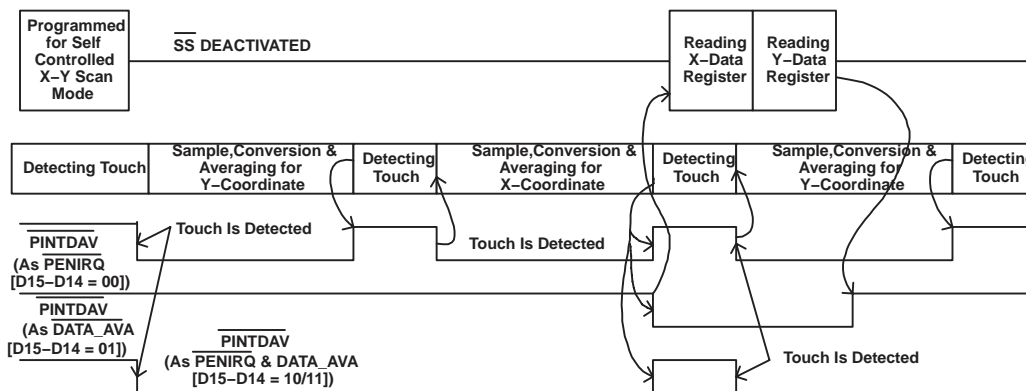 Programmed
for Self
Controlled
X−Y Scan
Mode
SS DEACTIVATED
Reading
X−Data
Register
Reading
Y−Data
Register
Detecting Touch
Sample,Conversion &
Averaging for
Y−Coordinate
Detecting
Touch
Sample,Conversion &
Averaging for
X−Coordinate
Detecting
Touch
Sample,Conversion &
Averaging for
Y−Coordinate
Detecting
Touch
PINTDAV
(As PENIRQ
[D15−D14 = 00])
Touch Is Detected
Touch Is Detected
PINTDAV
(As DATA_AVA
[D15−D14 = 01])
PINTDAV
(As PENIRQ & DATA_AVA
[D15−D14 = 10/11])
Touch Is Detected